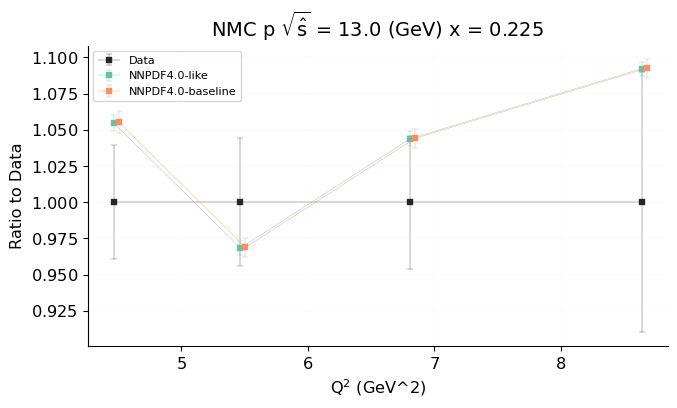 NMC p √ŝ = 13.0 (GeV) x = 0.225
Data
NNPDF4.0-like
NNPDF4.0-baseline
Ratio to Data
1.100
1.075
1.050
1.025
1.000
0.975
0.950
0.925
5 6 7 8
Q² (GeV^2)